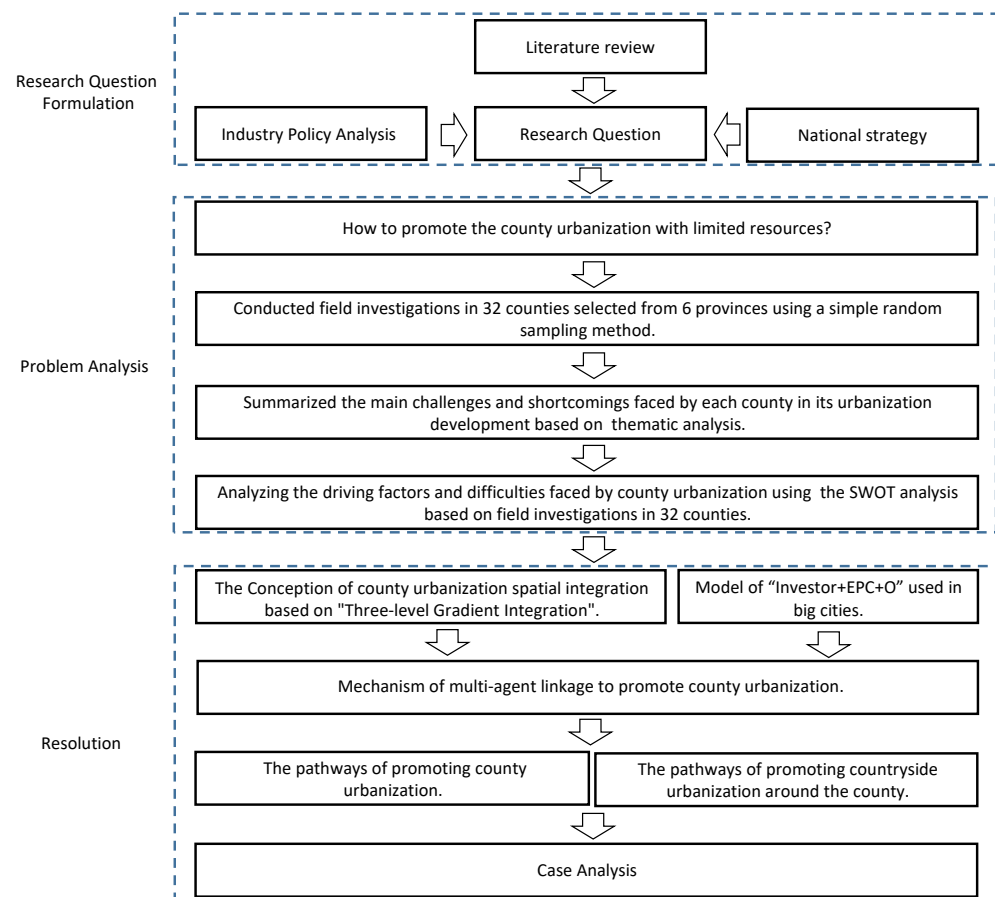 Literature review
Research Question
Formulation
Industry Policy Analysis
Research Question
National strategy
How to promote the county urbanization with limited resources?
Conducted field investigations in 32 counties selected from 6 provinces using a simple random
sampling method.
Problem Analysis
Summarized the main challenges and shortcomings faced by each county in its urbanization
development based on thematic analysis.
Analyzing the driving factors and difficulties faced by county urbanization using the SWOT analysis
based on field investigations in 32 counties.
The Conception of county urbanization spatial integration
based on "Three-level Gradient Integration".
Model of “Investor+EPC+O” used in
big cities.
Mechanism of multi-agent linkage to promote county urbanization.
Resolution
The pathways of promoting county
urbanization.
The pathways of promoting countryside
urbanization around the county.
Case Analysis